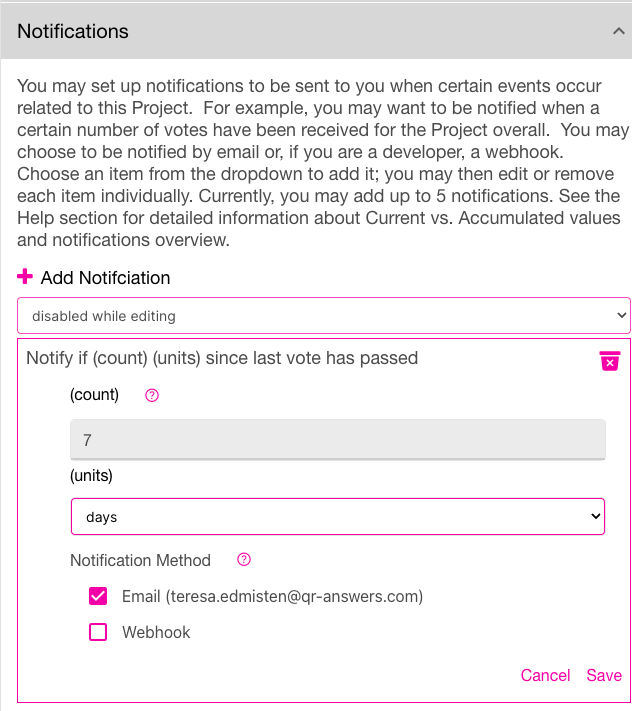 Notifications
You may set up notifications to be sent to you when certain events occur
related to this Project.  For example, you may want to be notified when a
certain number of votes have been received for the Project overall.  You may
choose to be notified by email or, if you are a developer, a webhook.
Choose an item from the dropdown to add it; you may then edit or remove
each item individually. Currently, you may add up to 5 notifications. See the
Help section for detailed information about Current vs. Accumulated values
and notifications overview.
Add Notifciation
disabled while editing
Notify if (count) (units) since last vote has passed
(count) ?
7
(units)
days
Notification Method ?
Email (teresa.edmisten@qr-answers.com)
Webhook
Cancel Save